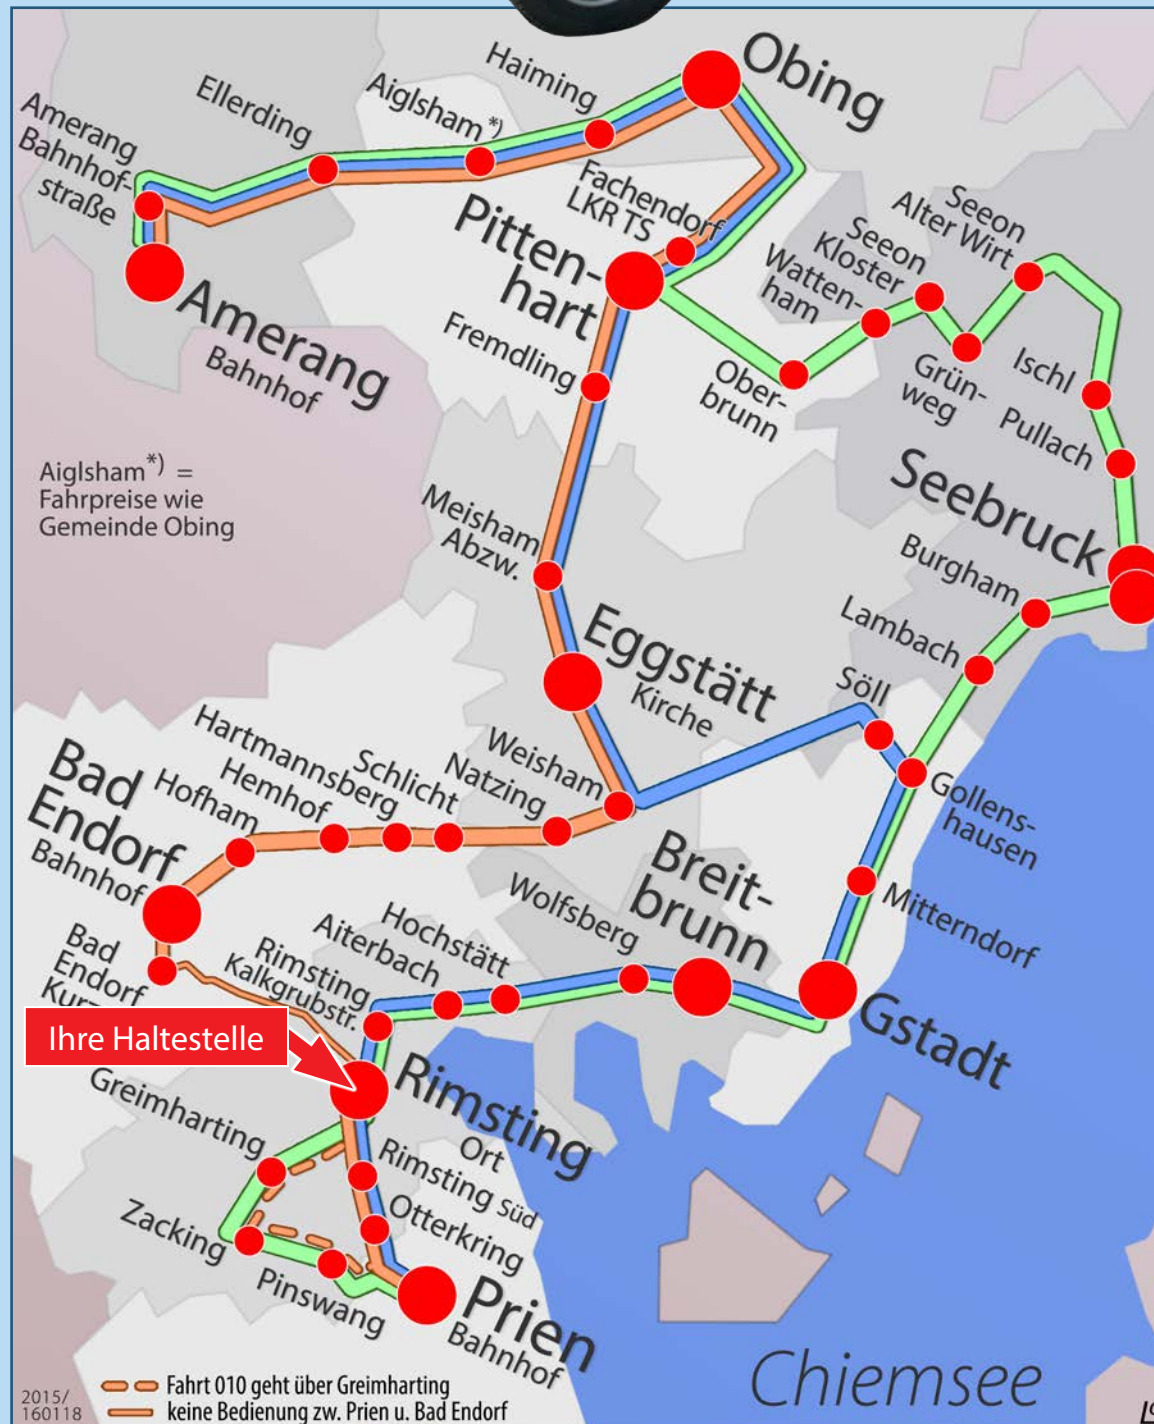 Obing
Haiming
Aiglsham *)
Ellerding
Amerang
Bahnhof-
straße
Fachendorf
LKR TS
Pitten-
hart
Seeon
Alter Wirt
Seeon
Kloster
Watten-
ham
Amerang
Bahnhof
Fremdling
Ober-
brunn
Grün-
weg
Ischl
Pullach
Aiglsham*) =
Fahrpreise wie
Gemeinde Obing
Seebruck
Meisham
Abzw.
Burgham
Lambach
Eggstätt
Kirche
Söll
Weisham
Natzing
Schlicht
Hartmannsberg
Hemhof
Hofham
Bad
Endorf
Bahnhof
Gollens-
hausen
Breit-
brunn
Wolfsberg
Mitterndorf
Hochstätt
Aiterbach
Rimsting
Kalkgrubstr.
Bad
Endorf
Gstadt
Ihre Haltestelle
Rimsting
Ort
Greimharting
Rimsting Süd
Otterkring
Zacking
Pinswang
Prien
Bahnhof
Chiemsee
Fahrt 010 geht über Greimharting
keine Bedienung zw. Prien u. Bad Endorf
2015/
160118